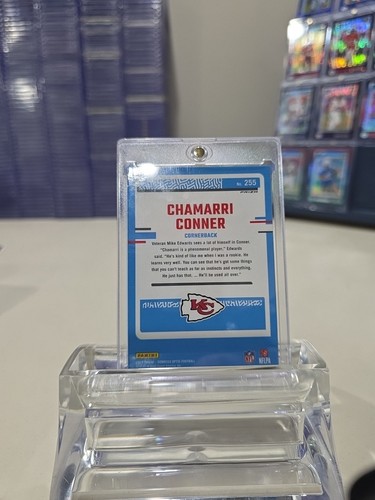 No. 255
CHAMARRI
CONNER
CORNERBACK
Veteran Mike Edwards sees a lot of himself in Conner.
"Chamarri is a phenomenal player," Edwards
said. "He's kind of like me when I was a rookie. He
learns very well. You can see that he's got some things
that you can't teach as far as instincts and everything.
He just has that. ... He'll be used all over."
KC
PANINI
NFL
NFLPA